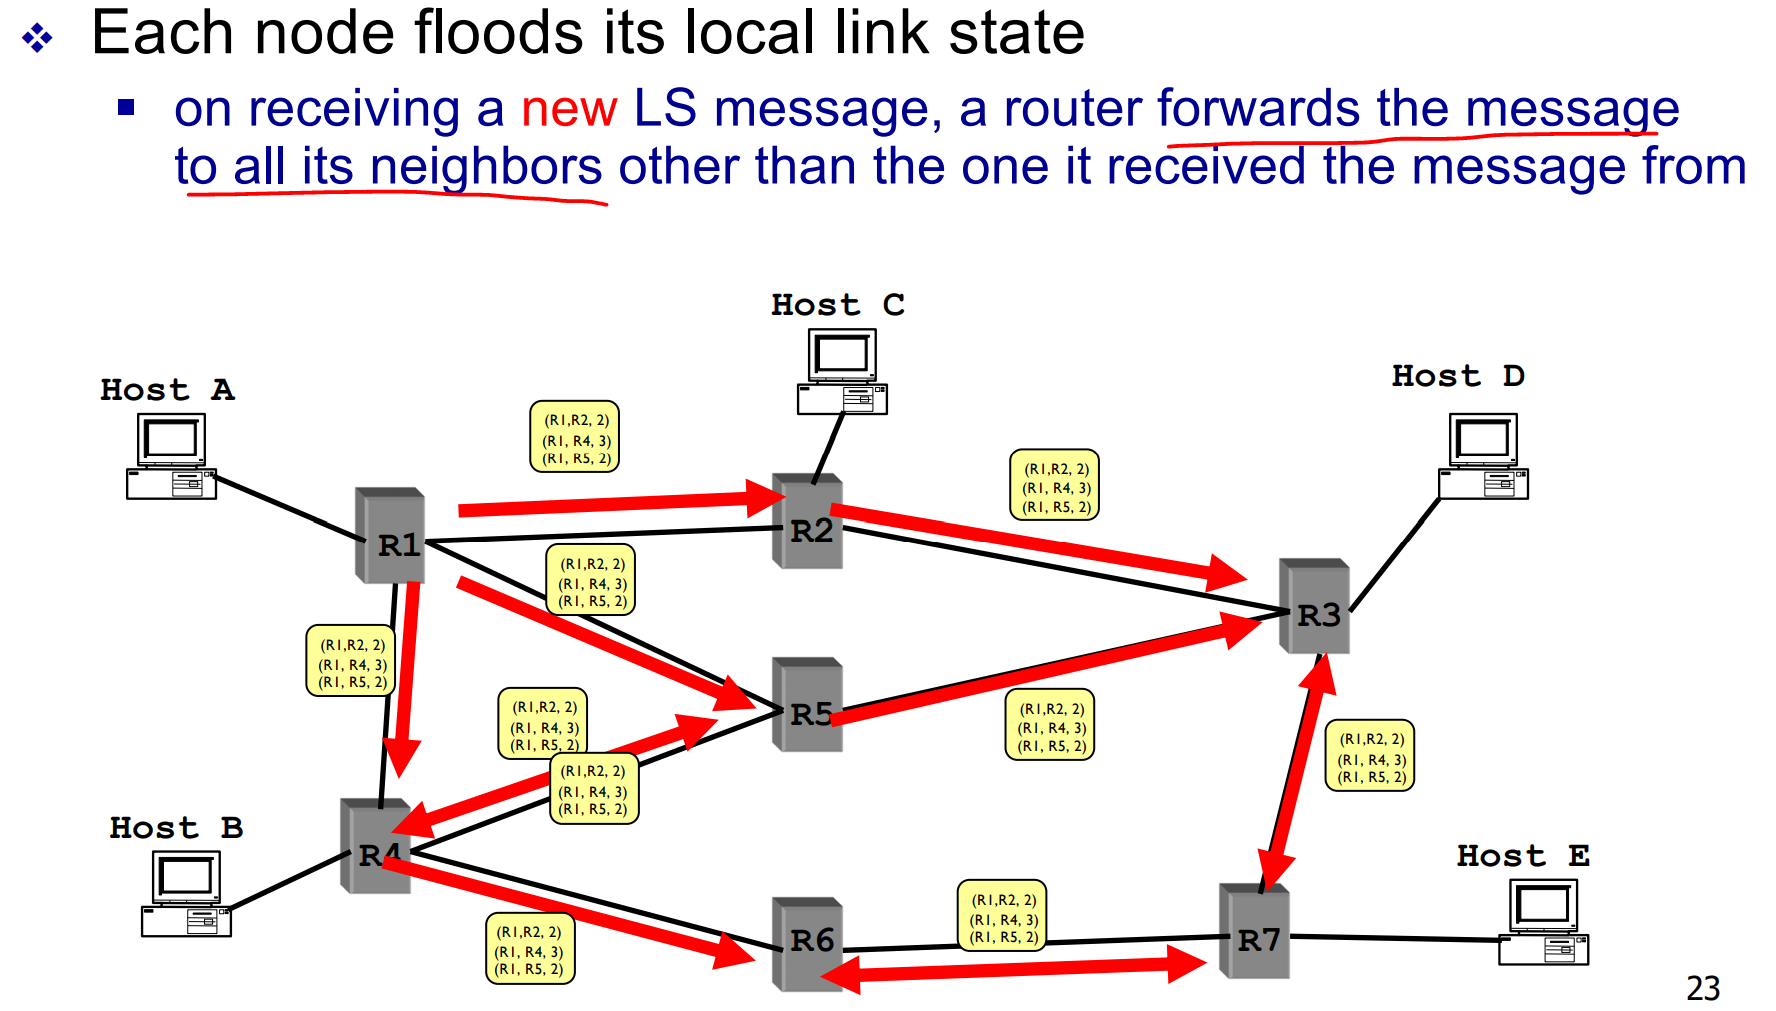 Each node floods its local link state
on receiving a new LS message, a router forwards the message
to all its neighbors other than the one it received the message from
Host C
Host A
Host D
(R1,R2, 2)
(R1, R4, 3)
(R1, R5, 2)
(R1,R2, 2)
(R1, R4, 3)
(R1, R5, 2)
R1
R2
(R1,R2, 2)
(R1, R4, 3)
(R1, R5, 2)
R3
(R1,R2, 2)
(R1, R4, 3)
(R1, R5, 2)
(R1,R2, 2)
(R1, R4, 3)
(R1, R5, 2)
R5
(R1,R2, 2)
(R1, R4, 3)
(R1, R5, 2)
(R1,R2, 2)
(R1, R4, 3)
(R1, R5, 2)
(R1,R2, 2)
(R1, R4, 3)
(R1, R5, 2)
Host B
R4
Host E
(R1,R2, 2)
(R1, R4, 3)
(R1, R5, 2)
R6
(R1,R2, 2)
(R1, R4, 3)
(R1, R5, 2)
R7
23